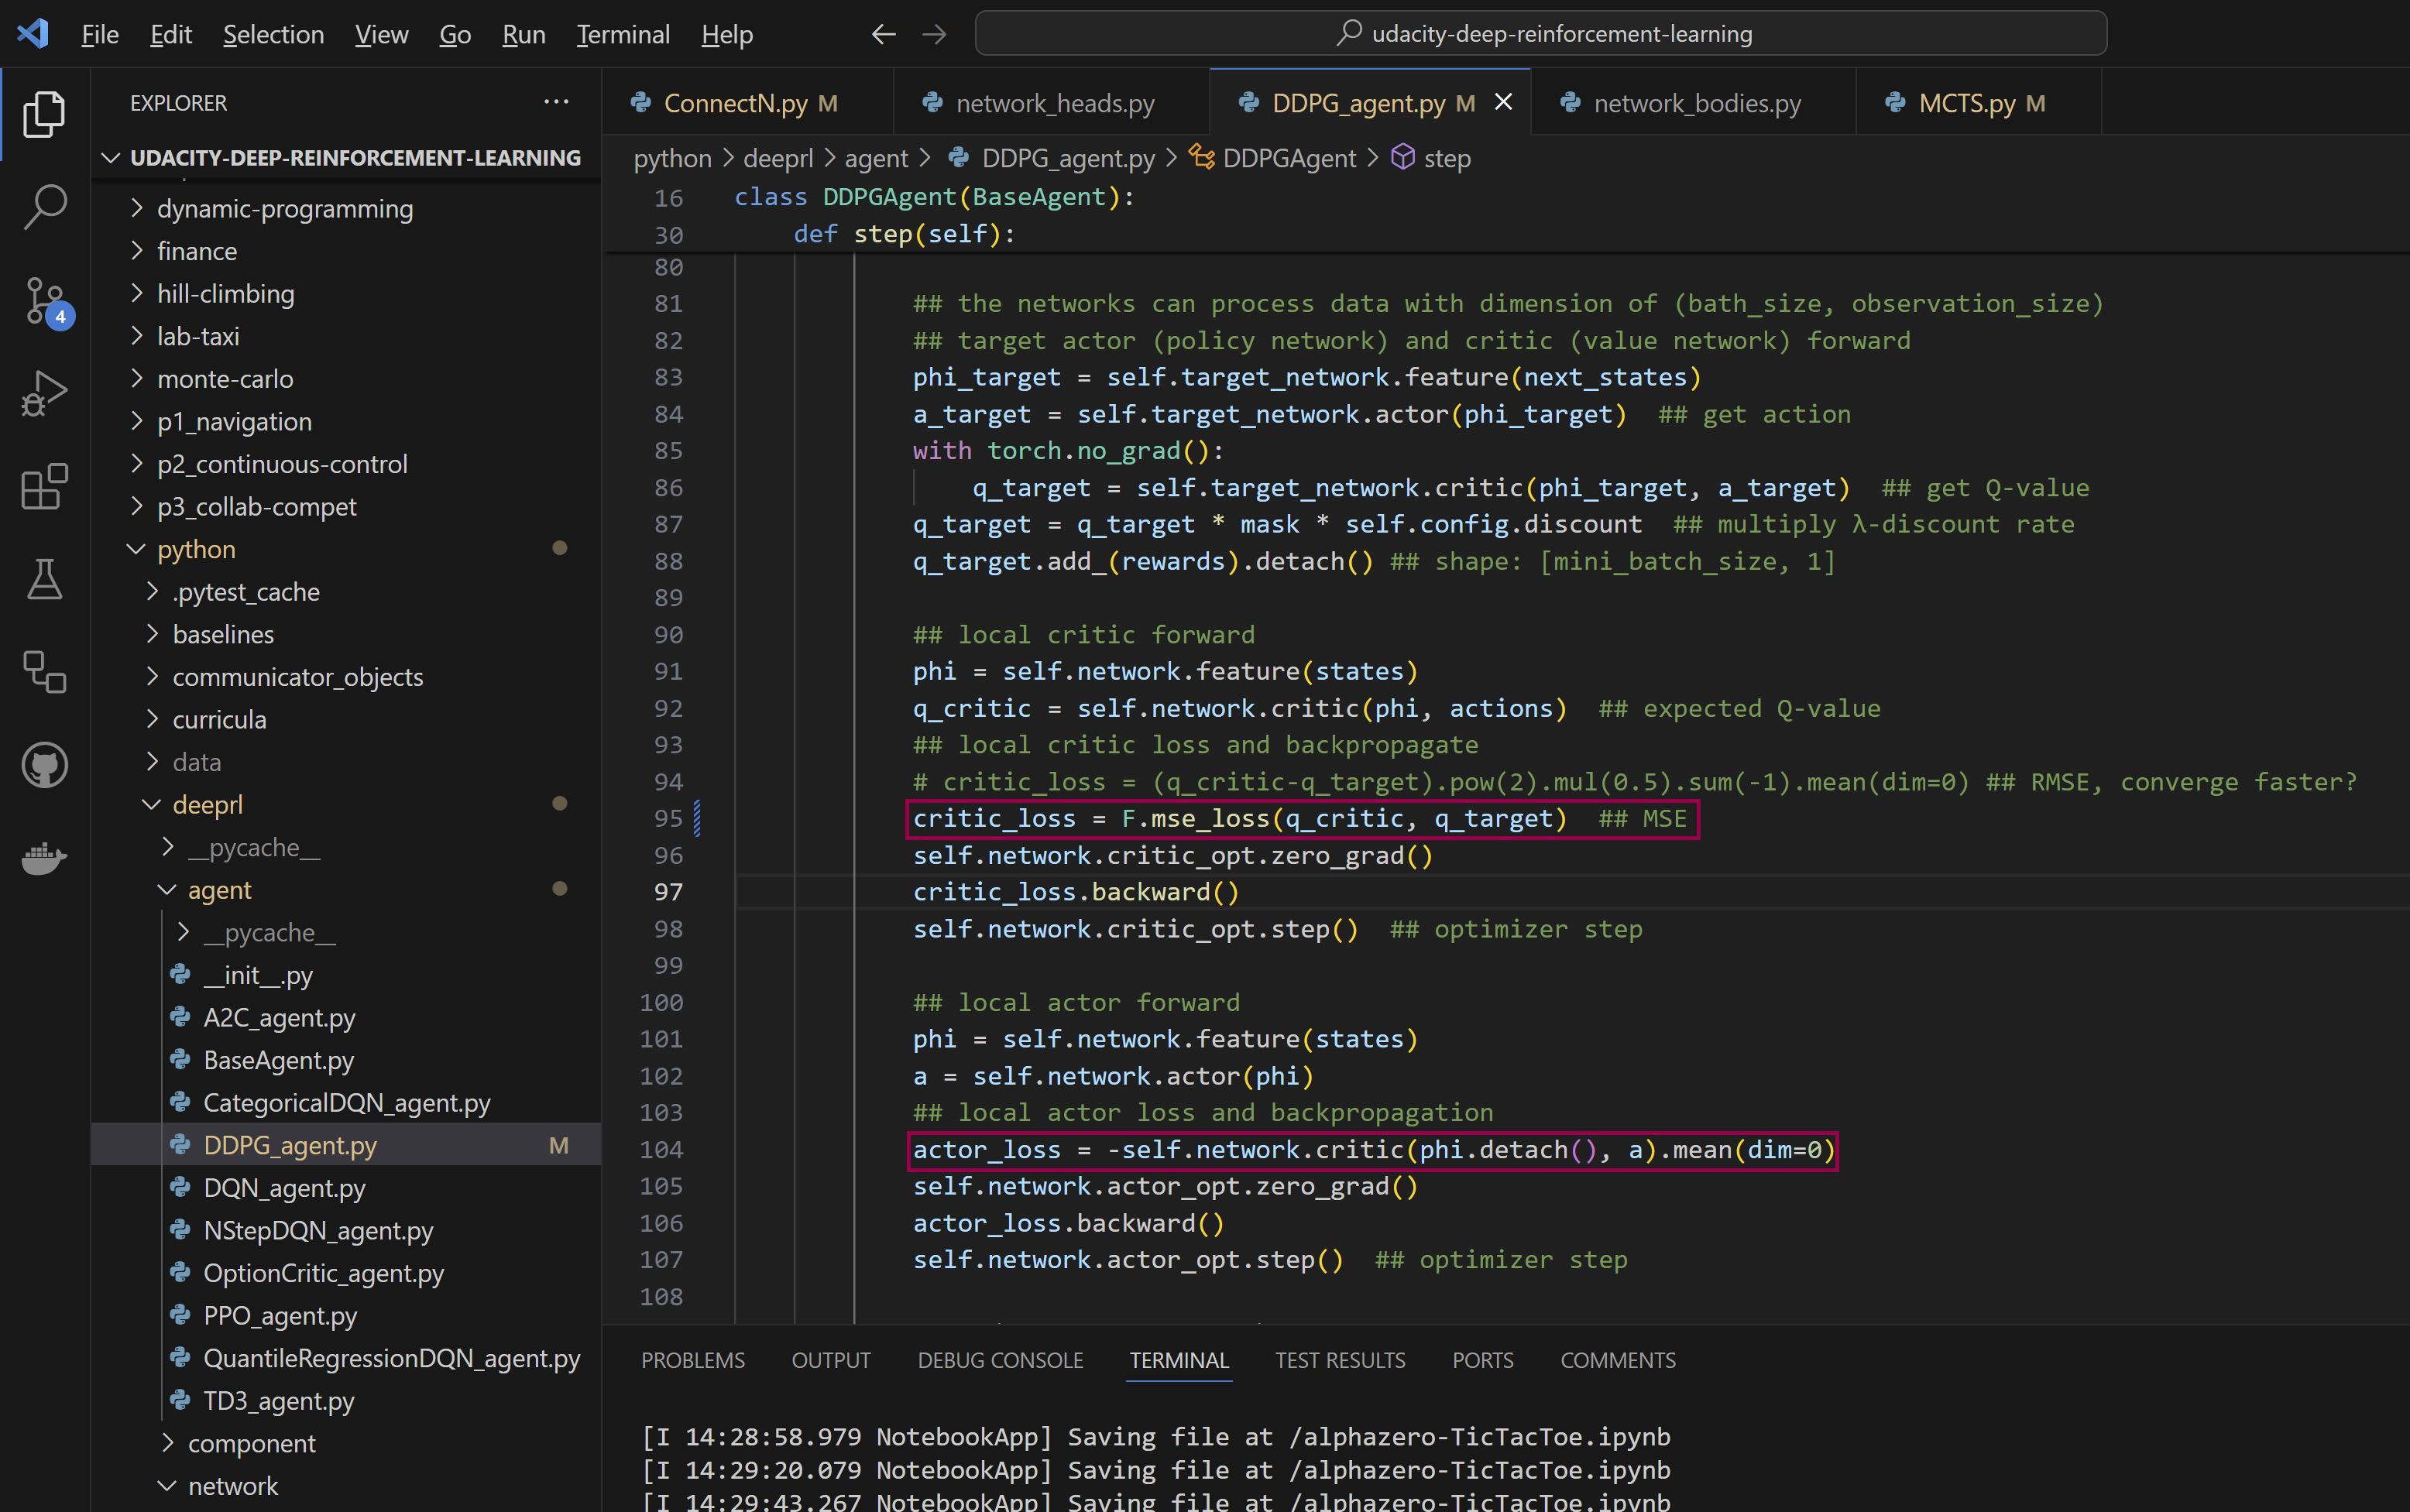 File Edit Selection View Go Run Terminal Help
udacity-deep-reinforcement-learning
EXPLORER
UDACITY-DEEP-REINFORCEMENT-LEARNING
dynamic-programming
finance
hill-climbing
lab-taxi
monte-carlo
p1_navigation
p2_continuous-control
p3_collab-compet
python
.pytest_cache
baselines
communicator_objects
curricula
data
deeprl
__pycache__
agent
__pycache__
__init__.py
A2C_agent.py
BaseAgent.py
CategoricalDQN_agent.py
DDPG_agent.py M
DQN_agent.py
NStepDQN_agent.py
OptionCritic_agent.py
PPO_agent.py
QuantileRegressionDQN_agent.py
TD3_agent.py
component
network
4
ConnectN.py M network_heads.py DDPG_agent.py M network_bodies.py MCTS.py M
python > deeprl > agent > DDPG_agent.py > DDPGAgent > step
16 class DDPGAgent(BaseAgent):
30 def step(self):
80
81 ## the networks can process data with dimension of (bath_size, observation_size)
82 ## target actor (policy network) and critic (value network) forward
83 phi_target = self.target_network.feature(next_states)
84 a_target = self.target_network.actor(phi_target)  ## get action
85 with torch.no_grad():
86 q_target = self.target_network.critic(phi_target, a_target)  ## get Q-value
87 q_target = q_target * mask * self.config.discount  ## multiply λ-discount rate
88 q_target.add_(rewards).detach() ## shape: [mini_batch_size, 1]
89
90 ## local critic forward
91 phi = self.network.feature(states)
92 q_critic = self.network.critic(phi, actions)  ## expected Q-value
93 ## local critic loss and backpropagate
94 # critic_loss = (q_critic-q_target).pow(2).mul(0.5).sum(-1).mean(dim=0) ## RMSE, converge faster?
95 critic_loss = F.mse_loss(q_critic, q_target)  ## MSE
96 self.network.critic_opt.zero_grad()
97 critic_loss.backward()
98 self.network.critic_opt.step()  ## optimizer step
99
100 ## local actor forward
101 phi = self.network.feature(states)
102 a = self.network.actor(phi)
103 ## local actor loss and backpropagation
104 actor_loss = -self.network.critic(phi.detach(), a).mean(dim=0)
105 self.network.actor_opt.zero_grad()
106 actor_loss.backward()
107 self.network.actor_opt.step()  ## optimizer step
108
PROBLEMS OUTPUT DEBUG CONSOLE TERMINAL TEST RESULTS PORTS COMMENTS
[I 14:28:58.979 NotebookApp] Saving file at /alphazero-TicTacToe.ipynb
[I 14:29:20.079 NotebookApp] Saving file at /alphazero-TicTacToe.ipynb
[I 14:29:43.267 NotebookApp] Saving file at /alphazero-TicTacToe.ipynb